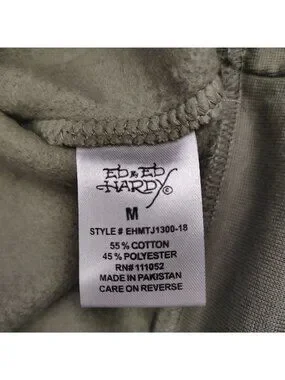 ED & ED
HARDY ©
M
STYLE # EHMTJ1300-18
55% COTTON
45% POLYESTER
RN# 111052
MADE IN PAKISTAN
CARE ON REVERSE